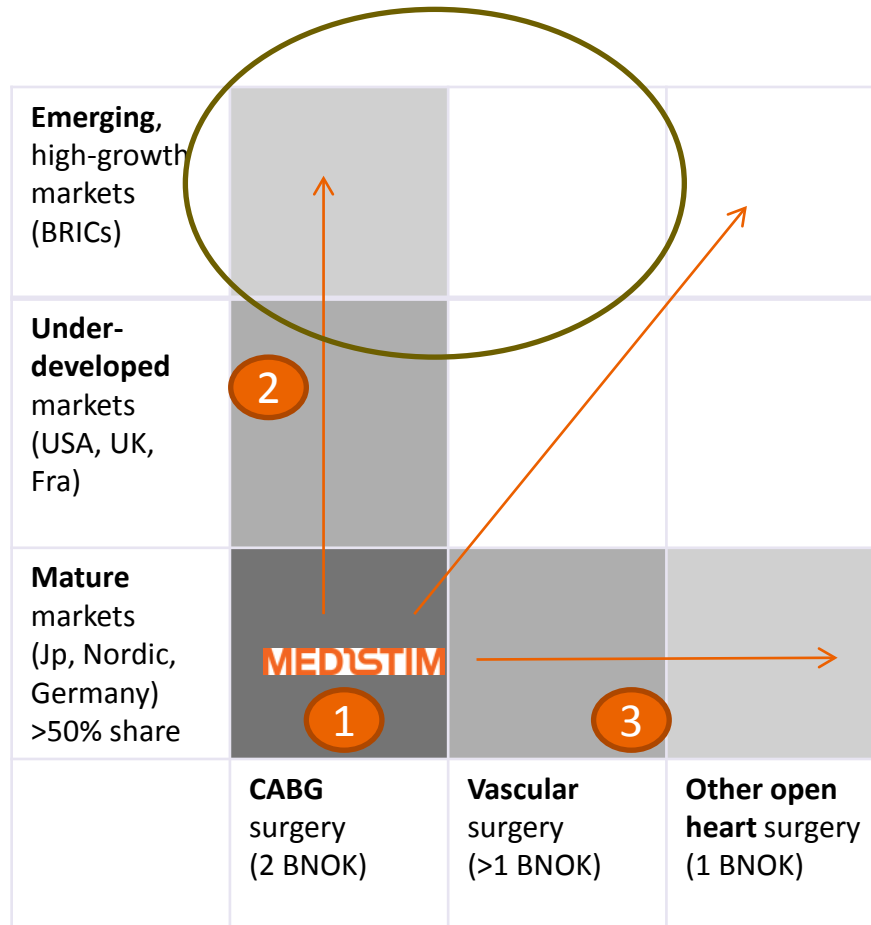 Emerging,
high-growth
markets
(BRICs)
Under-
developed
markets
(USA, UK,
Fra)
2
Mature
markets
(Jp, Nordic,
Germany)
>50% share
MEDISTIM
1
3
CABG
surgery
(2 BNOK)
Vascular
surgery
(>1 BNOK)
Other open
heart surgery
(1 BNOK)